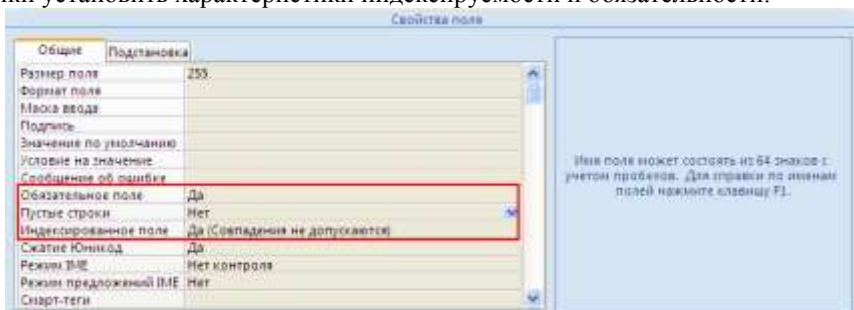 ки установить характеристики индексируемости и обязательности.
Свойства поля
Общие Подстановка
Размер поля 255
Формат поля
Маска ввода
Подпись
Значение по умолчанию
Условие на значение
Сообщение об ошибке
Обязательное поле Да
Пустые строки Нет
Индексированное поле Да (Совпадения не допускаются)
Сжатие Юникод Да
Режим IME Нет контроля
Режим предложений IME Нет
Смарт-теги
Имя поля может состоять из 64 знаков с
учетом пробелов. Для справки по именам
полей нажмите клавишу F1.